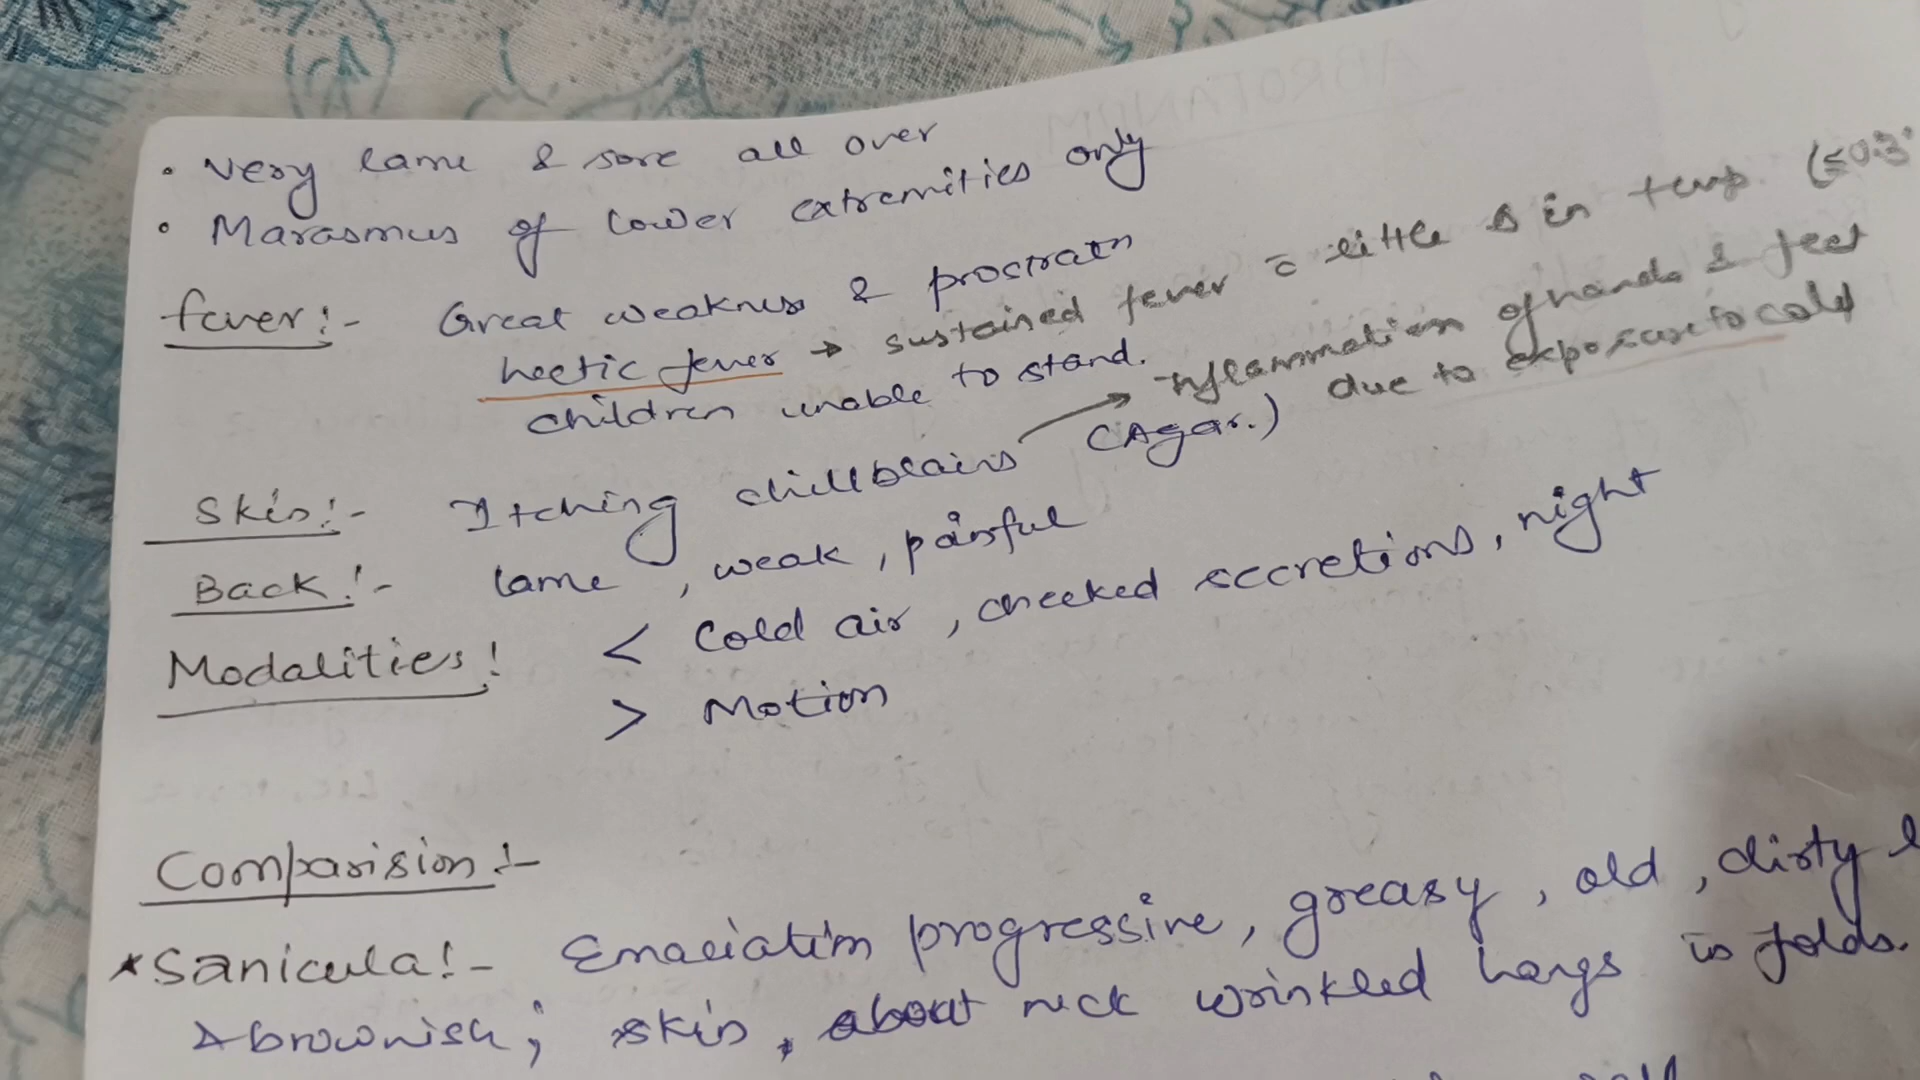 • Very lame & sore all over
• Marasmus of lower extremities only
fever:- Great weakness & prostratn
hectic fever → sustained fever c̄ little Δ in temp (≤0.3°
children unable to stand.
Skin:- Itching chillblains → Inflammation of hands & feet due to exposure to cold
(Agar.)
Back:- lame, weak, painful
Modalities: < Cold air, checked secretions, night
> Motion
Comparision:-
*Sanicula:- Emaciation progressive, greasy, old, dirty
& brownish; skin, about neck wrinkled hangs in folds.